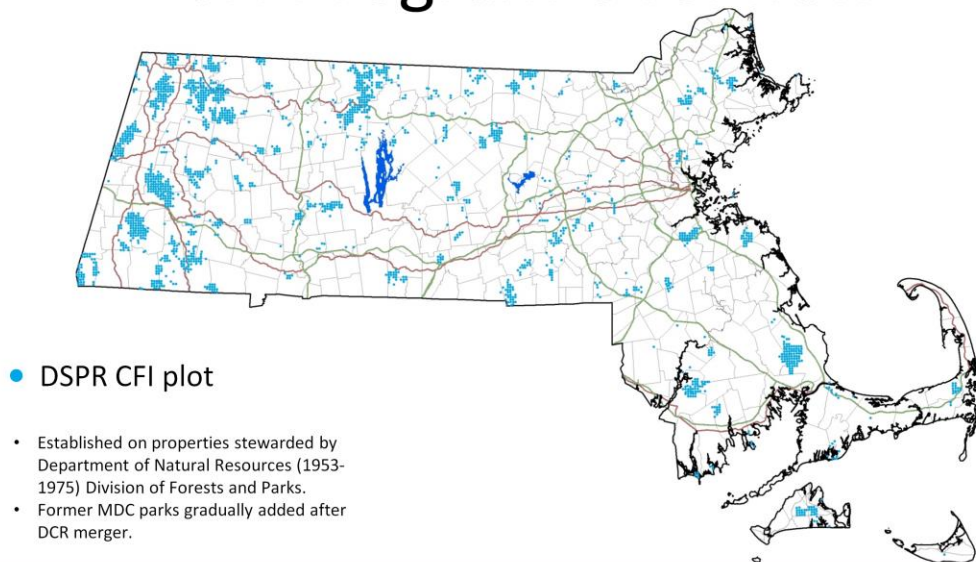 DSPR CFI plot
• Established on properties stewarded by
Department of Natural Resources (1953-
1975) Division of Forests and Parks.
• Former MDC parks gradually added after
DCR merger.